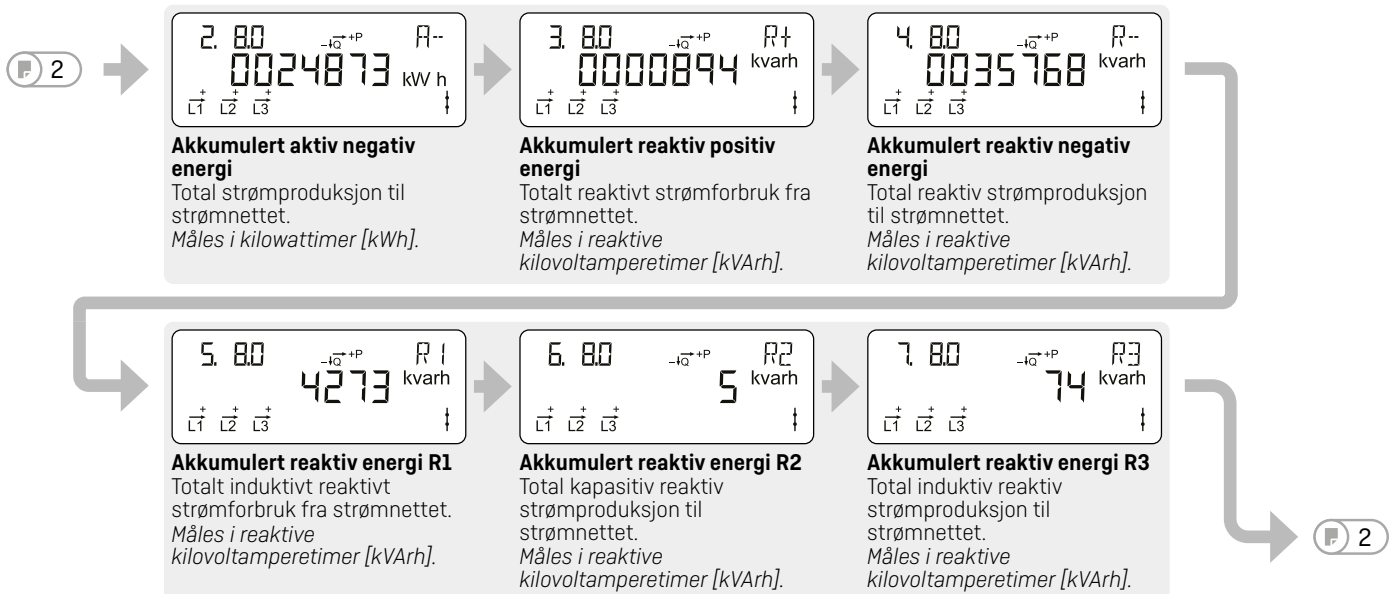 2
2. 8.0 -Q +P A--
0024873 kW h
+ + +
L1 L2 L3
Akkumulert aktiv negativ
energi
Total strømproduksjon til
strømnettet.
Måles i kilowattimer [kWh].
3. 8.0 -Q +P R+
0000894 kvarh
+ + +
L1 L2 L3
Akkumulert reaktiv positiv
energi
Totalt reaktivt strømforbruk fra
strømnettet.
Måles i reaktive
kilovoltamperetimer [kVArh].
4. 8.0 -Q +P R--
0035768 kvarh
+ + +
L1 L2 L3
Akkumulert reaktiv negativ
energi
Total reaktiv strømproduksjon
til strømnettet.
Måles i reaktive
kilovoltamperetimer [kVArh].
5. 8.0 -Q +P R1
4273 kvarh
+ + +
L1 L2 L3
Akkumulert reaktiv energi R1
Totalt induktivt reaktivt
strømforbruk fra strømnettet.
Måles i reaktive
kilovoltamperetimer [kVArh].
6. 8.0 -Q +P R2
5 kvarh
+ + +
L1 L2 L3
Akkumulert reaktiv energi R2
Total kapasitiv reaktiv
strømproduksjon til
strømnettet.
Måles i reaktive
kilovoltamperetimer [kVArh].
7. 8.0 -Q +P R3
74 kvarh
+ + +
L1 L2 L3
Akkumulert reaktiv energi R3
Total induktiv reaktiv
strømproduksjon til
strømnettet.
Måles i reaktive
kilovoltamperetimer [kVArh].
2